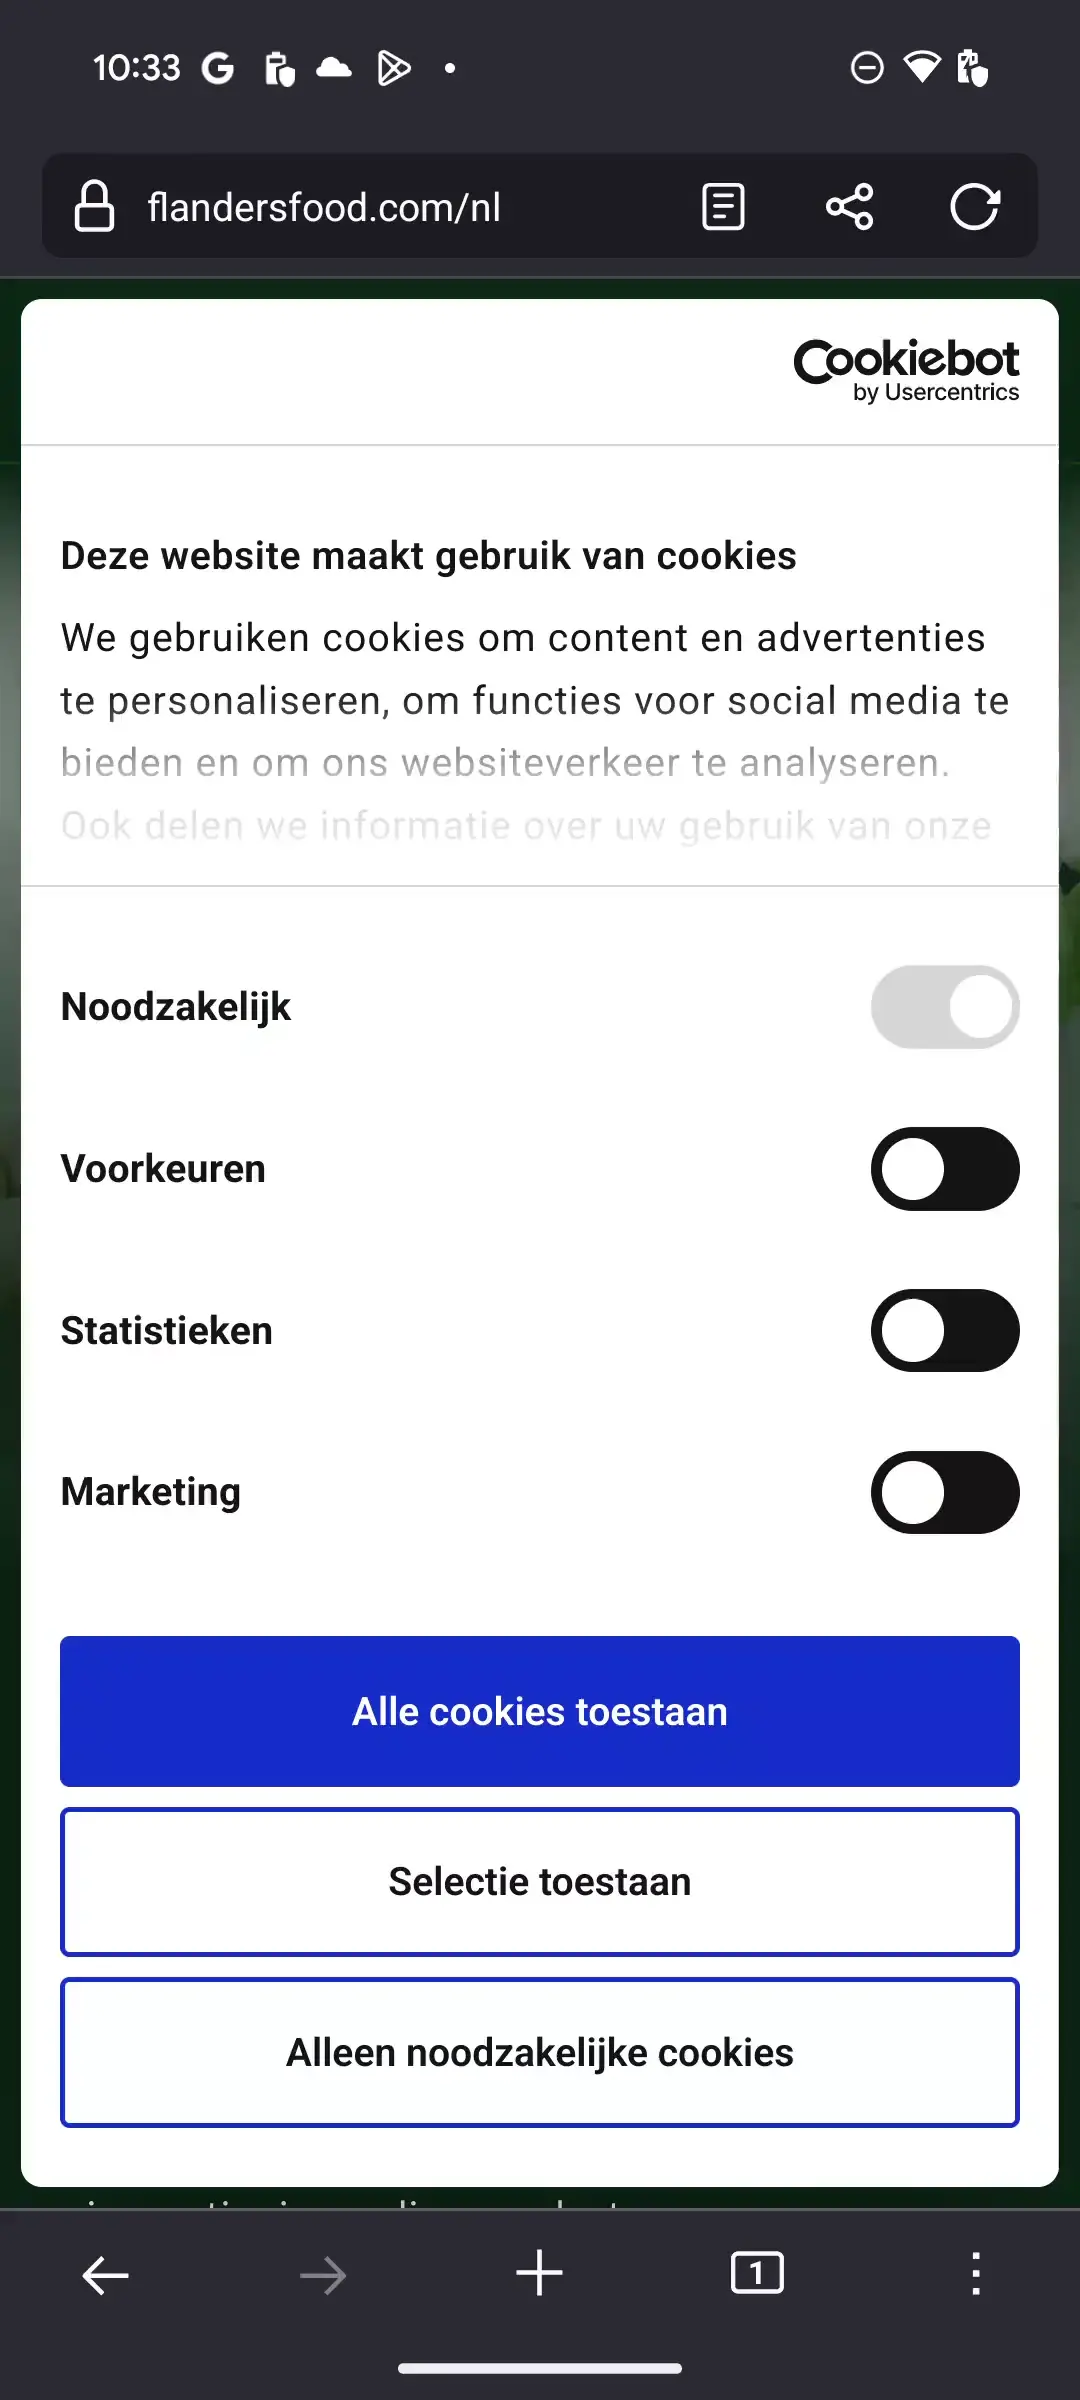 10:33
flandersfood.com/nl
Cookiebot
by Usercentrics
Deze website maakt gebruik van cookies
We gebruiken cookies om content en advertenties
te personaliseren, om functies voor social media te
bieden en om ons websiteverkeer te analyseren.
Ook delen we informatie over uw gebruik van onze
Noodzakelijk
Voorkeuren
Statistieken
Marketing
Alle cookies toestaan
Selectie toestaan
Alleen noodzakelijke cookies
1